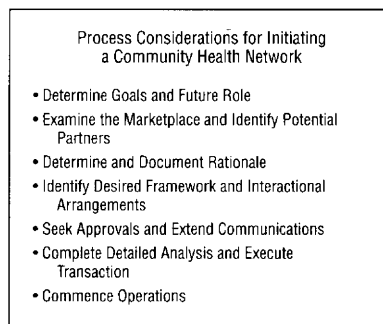 Process Considerations for Initiating
a Community Health Network
• Determine Goals and Future Role
• Examine the Marketplace and Identify Potential
Partners
• Determine and Document Rationale
• Identify Desired Framework and Interactional
Arrangements
• Seek Approvals and Extend Communications
• Complete Detailed Analysis and Execute
Transaction
• Commence Operations